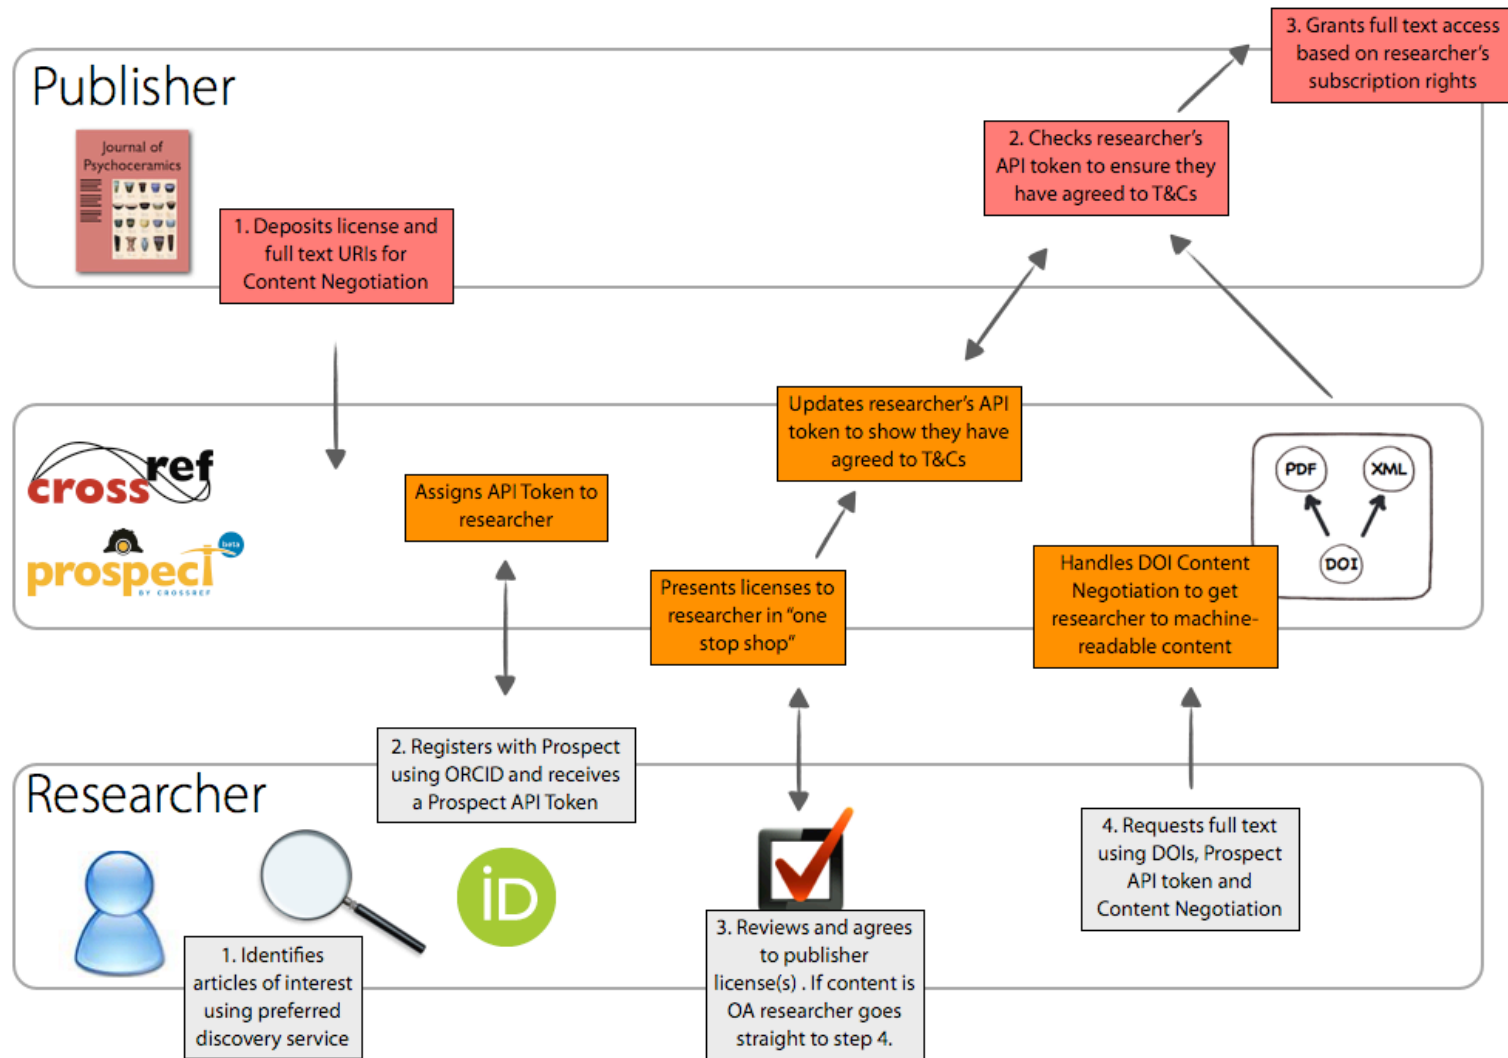 Publisher
Journal of
Psychoceramics
1. Deposits license and
full text URIs for
Content Negotiation
2. Checks researcher's
API token to ensure they
have agreed to T&Cs
3. Grants full text access
based on researcher's
subscription rights
crossref
prospect
beta
BY CROSSREF
Assigns API Token to
researcher
Updates researcher's API
token to show they have
agreed to T&Cs
Presents licenses to
researcher in “one
stop shop”
Handles DOI Content
Negotiation to get
researcher to machine-
readable content
PDF
XML
DOI
Researcher
1. Identifies
articles of interest
using preferred
discovery service
2. Registers with Prospect
using ORCID and receives
a Prospect API Token
iD
3. Reviews and agrees
to publisher
license(s) . If content is
OA researcher goes
straight to step 4.
4. Requests full text
using DOIs, Prospect
API token and
Content Negotiation